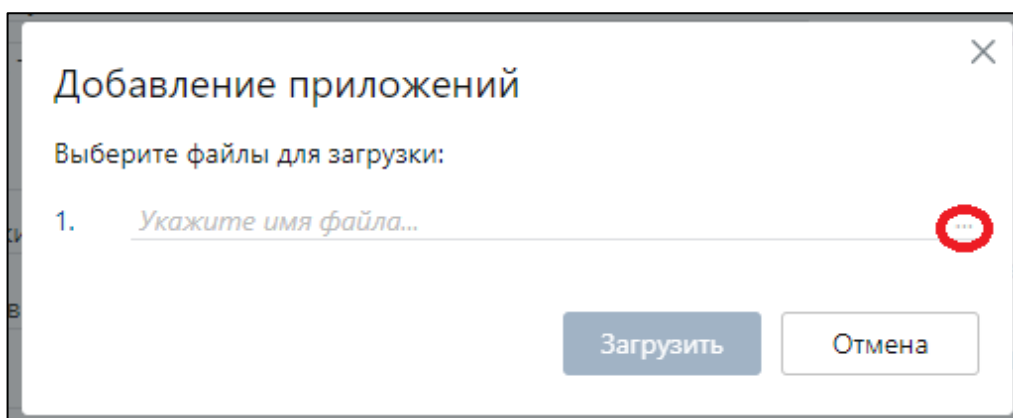 Добавление приложений
Выберите файлы для загрузки:
1. Укажите имя файла...
...
Загрузить Отмена